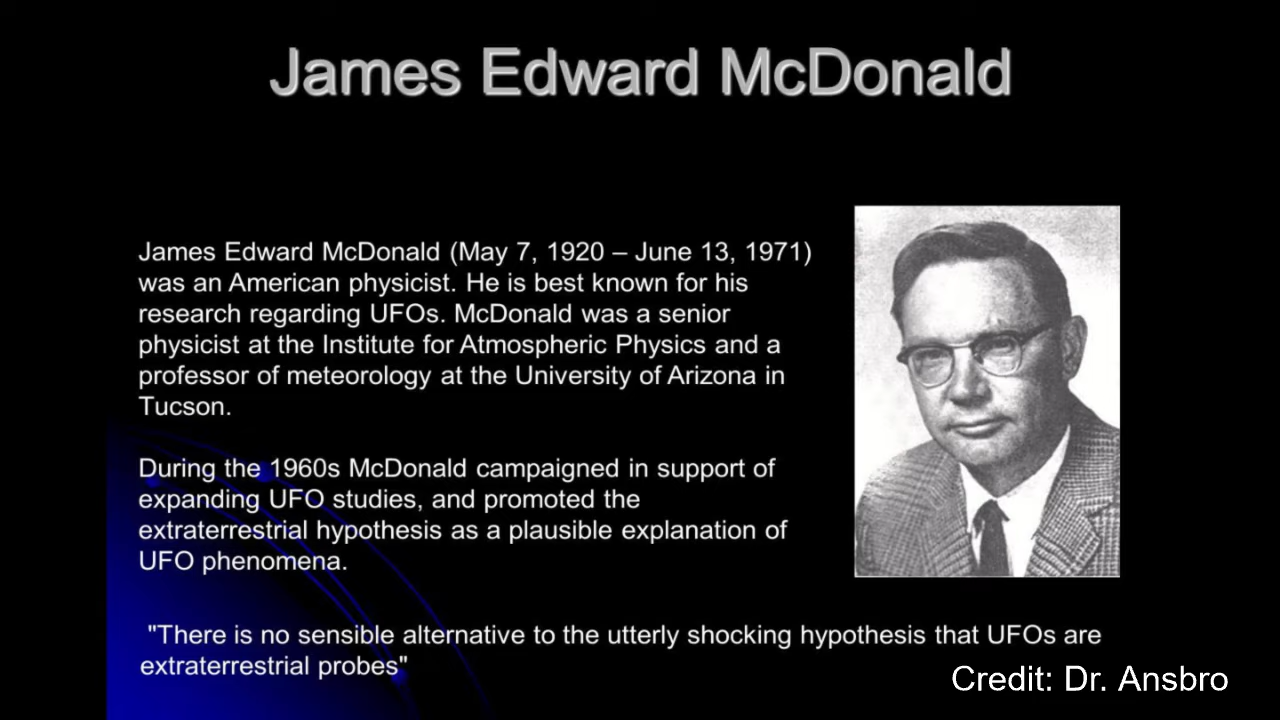 James Edward McDonald
James Edward McDonald (May 7, 1920 – June 13, 1971)
was an American physicist. He is best known for his
research regarding UFOs. McDonald was a senior
physicist at the Institute for Atmospheric Physics and a
professor of meteorology at the University of Arizona in
Tucson.
During the 1960s McDonald campaigned in support of
expanding UFO studies, and promoted the
extraterrestrial hypothesis as a plausible explanation of
UFO phenomena.
"There is no sensible alternative to the utterly shocking hypothesis that UFOs are
extraterrestrial probes"
Credit: Dr. Ansbro